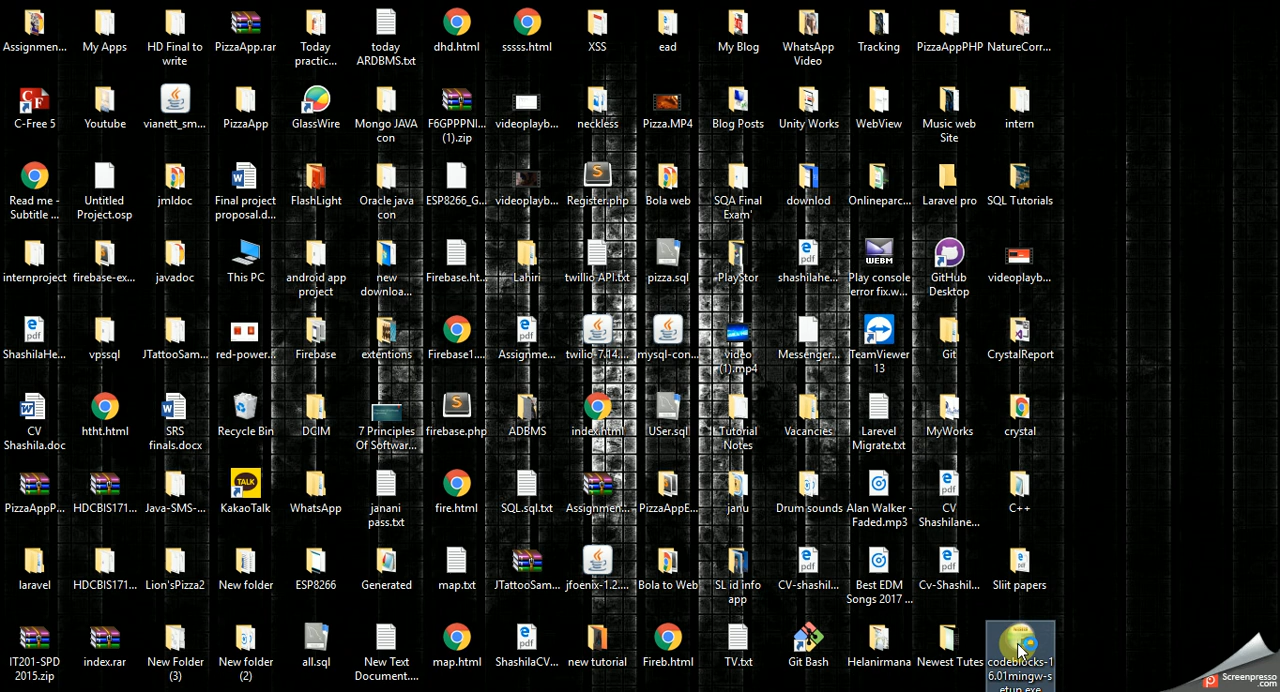 Assignmen...
My Apps
HD Final to
write
PizzaApp.rar
Today
practic...
today
ARDBMS.txt
dhd.html
sssss.html
XSS
ead
My Blog
WhatsApp
Video
Tracking
PizzaAppPHP
NatureCorr...
C-Free 5
Youtube
vianett_sm...
PizzaApp
GlassWire
Mongo JAVA
con
F6GPPPNI...
(1).zip
videoplayb...
neckless
Pizza.MP4
Blog Posts
Unity Works
WebView
Music web
Site
intern
Read me -
Subtitle ...
Untitled
Project.osp
jmldoc
Final project
proposal.d...
FlashLight
Oracle java
con
ESP8266_G...
videoplayb...
Register.php
Bola web
SQA Final
Exam'
downlod
Onlineparc...
Laravel pro
SQL Tutorials
internproject
firebase-ex...
javadoc
This PC
android app
project
new
downloa...
Firebase.ht...
Lahiri
twillio API.txt
pizza.sql
PlayStor
shashilahe...
WEBM
Play console
error fix.w...
GitHub
Desktop
videoplayb...
ShashilaHe...
vpssql
JTattooSam...
red-power...
Firebase
extentions
Firebase1....
Assignme...
twilio-7.14....
mysql-con...
video
(1).mp4
Messenger...
TeamViewer
13
Git
CrystalReport
CV
Shashila.doc
htht.html
SRS
finals.docx
Recycle Bin
DGIM
7 Principles
Of Softwar...
firebase.php
ADBMS
index.html
USer.sql
Tutorial
Notes
Vacancies
Laravel
Migrate.txt
MyWorks
crystal
PizzaAppP...
HDCBIS171...
Java-SMS-...
TALK
KakaoTalk
WhatsApp
janani
pass.txt
fire.html
SQL.sql.txt
Assignmen...
PizzaAppE...
janu
Drum sounds
Alan Walker -
Faded.mp3
CV
Shashilane...
C++
laravel
HDCBIS171...
Lion'sPizza2
New folder
ESP8266
Generated
map.txt
JTattooSam...
jfoenix-1.2....
Bola to Web
SL id info
app
CV-shashil...
Best EDM
Songs 2017 ...
Cv-Shashil...
Sliit papers
IT201-SPD
2015.zip
index.rar
New Folder
(3)
New folder
(2)
all.sql
New Text
Document....
map.html
ShashilaCV...
new tutorial
Fireb.html
TV.txt
Git Bash
Helanirmana
Newest Tutes
codeblocks-1
6.01mingw-s
etup.exe
Screenpresso
.com